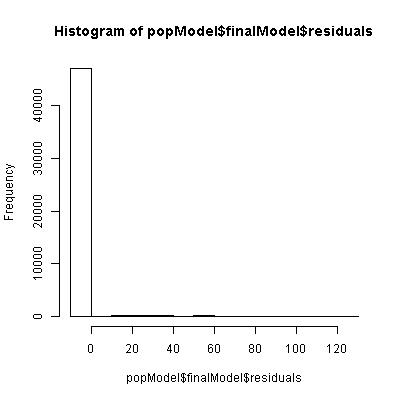 Histogram of popModel$finalModel$residuals
Frequency
40000
30000
20000
10000
0
0 20 40 60 80 100 120
popModel$finalModel$residuals